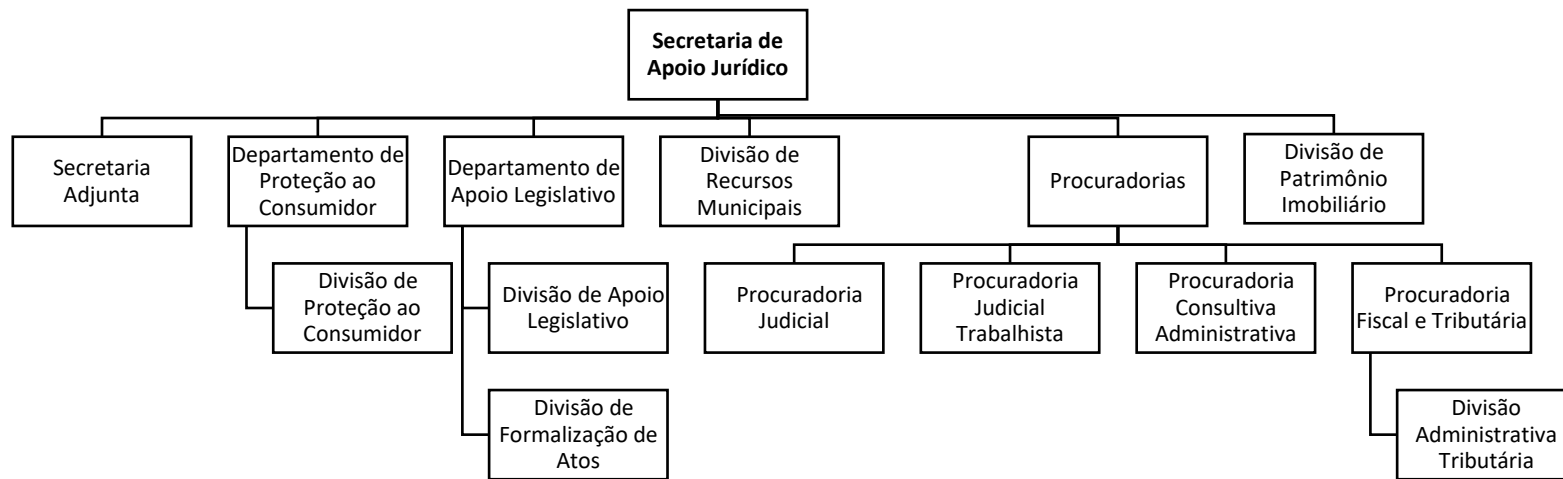 Secretaria de
Apoio Jurídico
Secretaria
Adjunta
Departamento de
Proteção ao
Consumidor
Departamento de
Apoio Legislativo
Divisão de
Recursos
Municipais
Procuradorias
Divisão de
Patrimônio
Imobiliário
Divisão de
Proteção ao
Consumidor
Divisão de Apoio
Legislativo
Procuradoria
Judicial
Procuradoria
Judicial
Trabalhista
Procuradoria
Consultiva
Administrativa
Procuradoria
Fiscal e Tributária
Divisão de
Formalização de
Atos
Divisão
Administrativa
Tributária